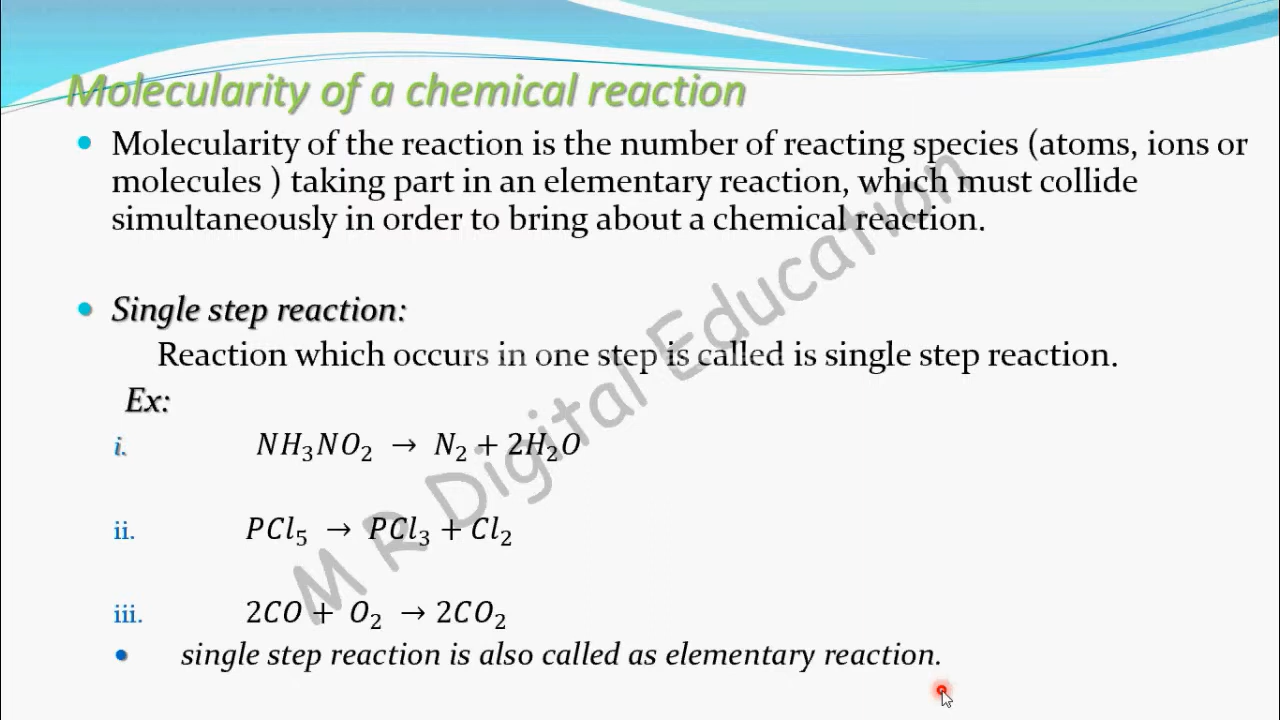 Molecularity of a chemical reaction
• Molecularity of the reaction is the number of reacting species (atoms, ions or
molecules ) taking part in an elementary reaction, which must collide
simultaneously in order to bring about a chemical reaction.
• Single step reaction:
Reaction which occurs in one step is called is single step reaction.
Ex:
i. NH₃NO₂ → N₂ + 2H₂O
ii. PCl₅ → PCl₃ + Cl₂
iii. 2CO + O₂ → 2CO₂
• single step reaction is also called as elementary reaction.
M R Digital Education